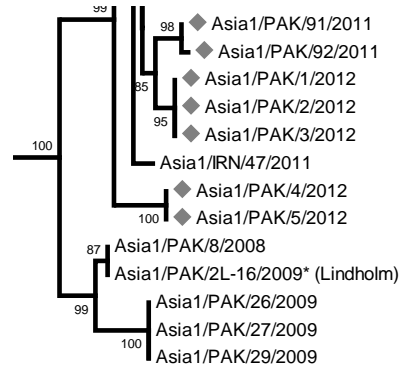 99
98
Asia1/PAK/91/2011
Asia1/PAK/92/2011
85
Asia1/PAK/1/2012
Asia1/PAK/2/2012
95
Asia1/PAK/3/2012
100
Asia1/IRN/47/2011
Asia1/PAK/4/2012
100
Asia1/PAK/5/2012
87
Asia1/PAK/8/2008
Asia1/PAK/2L-16/2009* (Lindholm)
99
Asia1/PAK/26/2009
Asia1/PAK/27/2009
100
Asia1/PAK/29/2009